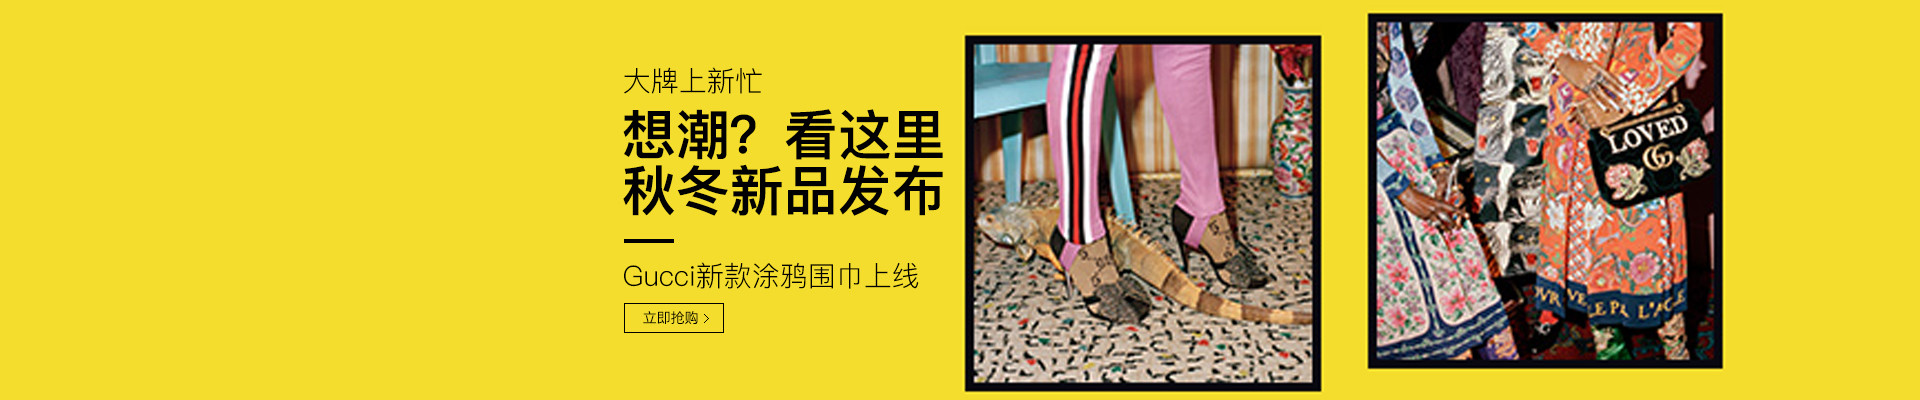 大牌上新忙
想潮？看这里
秋冬新品发布
Gucci新款涂鸦围巾上线
立即抢购 >
LOVED
GG